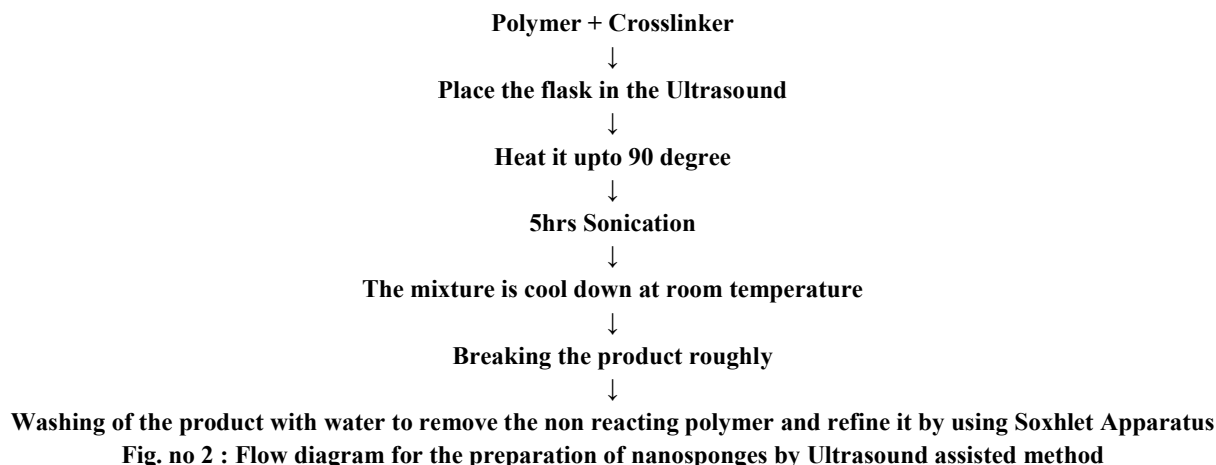 Polymer + Crosslinker
↓
Place the flask in the Ultrasound
↓
Heat it upto 90 degree
↓
5hrs Sonication
↓
The mixture is cool down at room temperature
↓
Breaking the product roughly
↓
Washing of the product with water to remove the non reacting polymer and refine it by using Soxhlet Apparatus
Fig. no 2 : Flow diagram for the preparation of nanosponges by Ultrasound assisted method